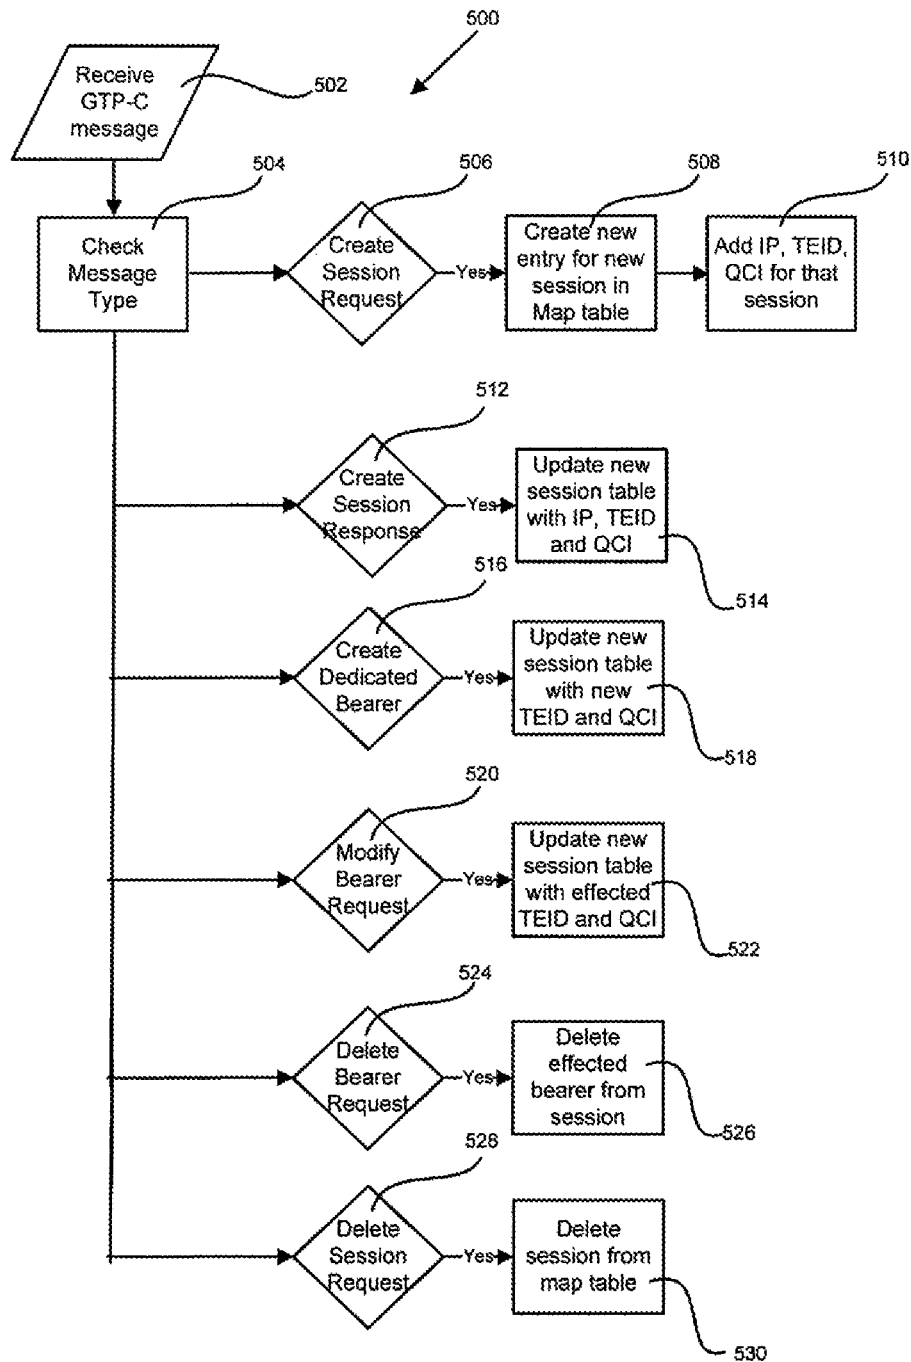 500
Receive
GTP-C
message
502
504
506
508
510
Check
Message
Type
Create
Session
Request
Yes
Create new
entry for new
session in
Map table
Add IP, TEID,
QCI for that
session
512
Create
Session
Response
Yes
Update new
session table
with IP, TEID
and QCI
514
516
Create
Dedicated
Bearer
Yes
Update new
session table
with new
TEID and QCI
518
520
Modify
Bearer
Request
Yes
Update new
session table
with effected
TEID and QCI
522
524
Delete
Bearer
Request
Yes
Delete
effected
bearer from
session
526
528
Delete
Session
Request
Yes
Delete
session from
map table
530